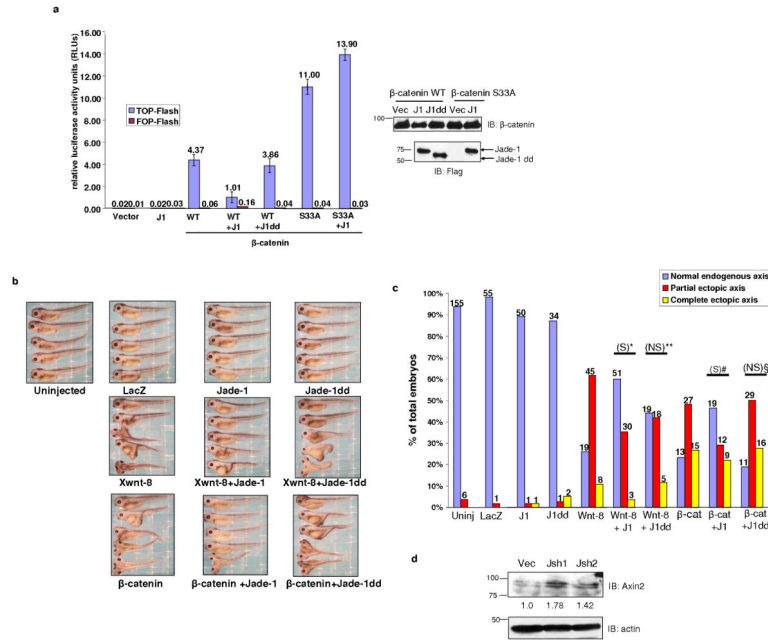 a
relative luciferase activity units (RLUs)
16.00
14.00
12.00
10.00
8.00
6.00
4.00
2.00
0.00
TOP-Flash
FOP-Flash
0.02 0.01
0.02 0.03
4.37
0.06
1.01
0.16
3.86
0.04
11.00
0.04
13.90
0.03
Vector
J1
WT
WT +J1
WT +J1dd
S33A
S33A +J1
β-catenin
β-catenin WT
β-catenin S33A
Vec J1 J1dd
Vec J1
100
IB: β-catenin
75
50
Jade-1
Jade-1 dd
IB: Flag
b
Uninjected
LacZ
Jade-1
Jade-1dd
Xwnt-8
Xwnt-8+Jade-1
Xwnt-8+Jade-1dd
β-catenin
β-catenin +Jade-1
β-catenin+Jade-1dd
c
Normal endogenous axis
Partial ectopic axis
Complete ectopic axis
% of total embryos
100%
90%
80%
70%
60%
50%
40%
30%
20%
10%
0%
155
6
55
1
50
1
1
34
1
2
19
45
8
(S)*
51
30
3
(NS)**
19
18
5
13
27
15
(S)#
19
12
9
(NS)§
11
29
16
Uninj
LacZ
J1
J1dd
Wnt-8
Wnt-8 + J1
Wnt-8 + J1dd
β-cat
β-cat +J1
β-cat +J1dd
d
Vec Jsh1 Jsh2
100
75
IB: Axin2
1.0 1.78 1.42
50
IB: actin